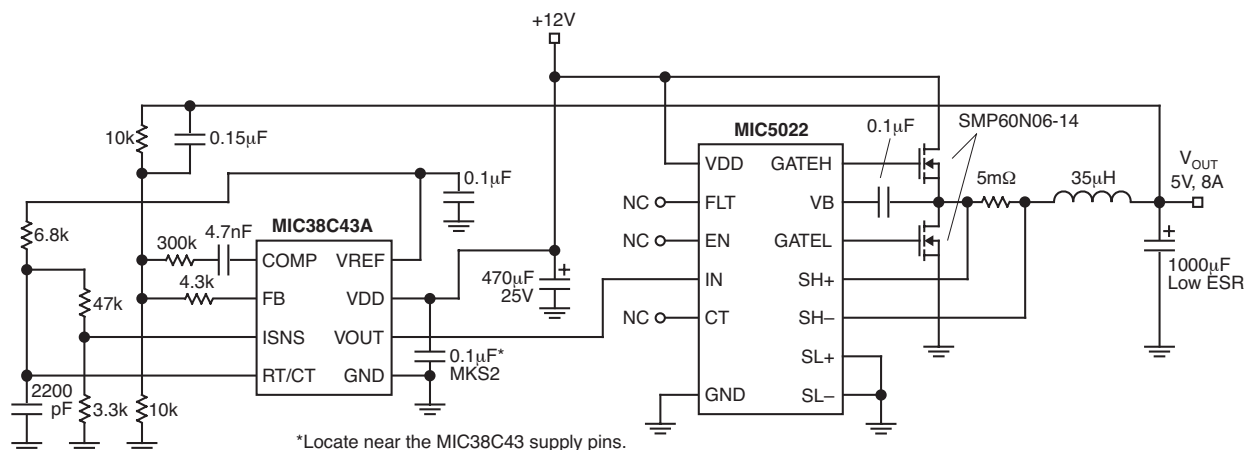 +12V
10k
0.15µF
MIC5022
0.1µF
SMP60N06-14
VDD
GATEH
5mΩ
35µH
VOUT
5V, 8A
0.1µF
NC
FLT
VB
6.8k
MIC38C43A
NC
EN
GATEL
300k
4.7nF
COMP
VREF
470µF
25V
IN
SH+
1000µF
Low ESR
4.3k
FB
VDD
47k
NC
CT
SH–
ISNS
VOUT
0.1µF*
MKS2
SL+
RT/CT
GND
GND
SL–
2200
pF
3.3k
10k
*Locate near the MIC38C43 supply pins.